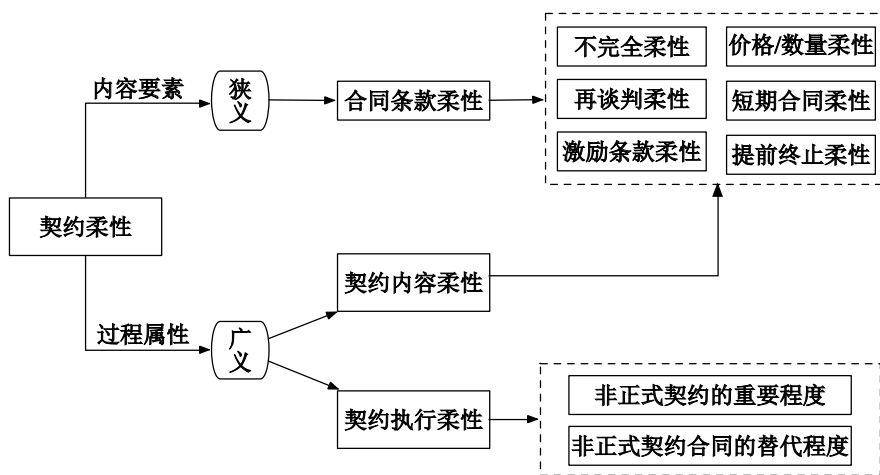 不完全柔性
价格/数量柔性
内容要素
狭义
合同条款柔性
再谈判柔性
短期合同柔性
激励条款柔性
提前终止柔性
契约柔性
契约内容柔性
过程属性
广义
契约执行柔性
非正式契约的重要程度
非正式契约合同的替代程度